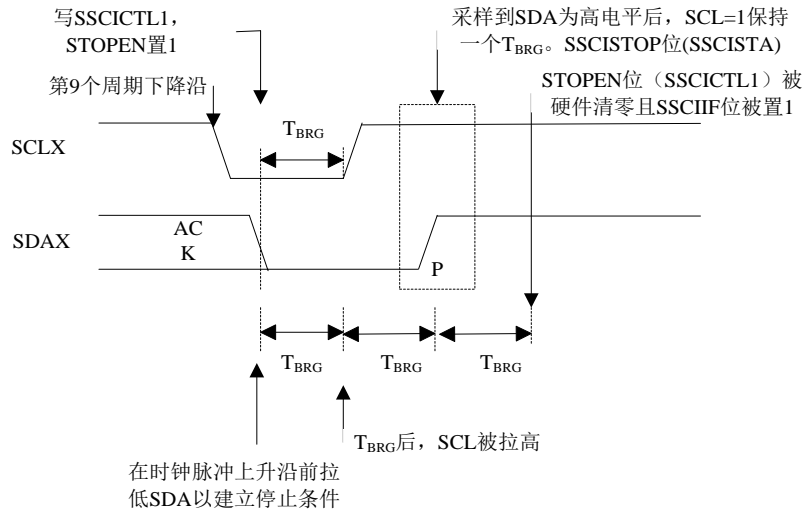 写SSCICTL1，
STOPEN置1
采样到SDA为高电平后，SCL=1保持
一个TBRG。SSCISTOP位(SSCISTA)
第9个周期下降沿
STOPEN位（SSCICTL1）被
硬件清零且SSCIIF位被置1
TBRG
SCLX
SDAX
AC
K
P
TBRG
TBRG
TBRG
TBRG后，SCL被拉高
在时钟脉冲上升沿前拉
低SDA以建立停止条件